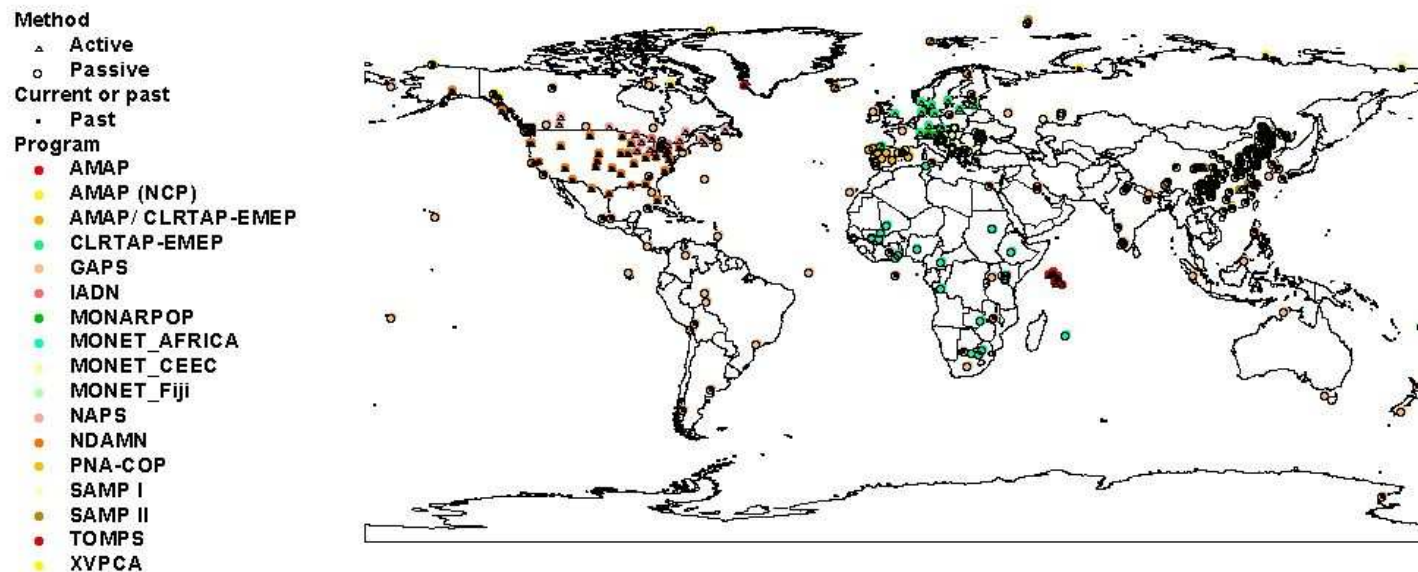 Method
Active
Passive
Current or past
Past
Program
AMAP
AMAP (NCP)
AMAP/ CLRTAP-EMEP
CLRTAP-EMEP
GAPS
IADN
MONARPOP
MONET_AFRICA
MONET_CEEC
MONET_Fiji
NAPS
NDAMN
PNA-COP
SAMP I
SAMP II
TOMPS
XVPCA